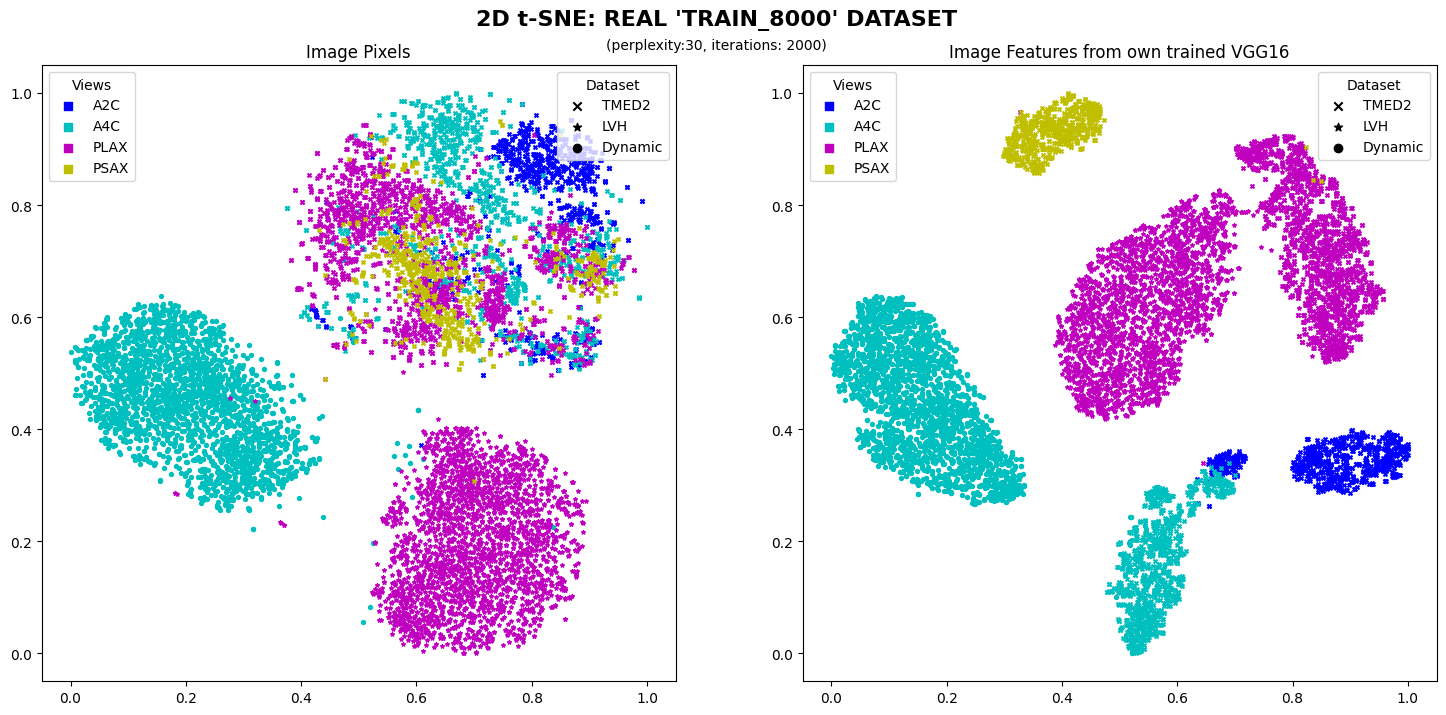 2D t-SNE: REAL 'TRAIN_8000' DATASET
(perplexity:30, iterations: 2000)
Image Pixels
Views
A2C
A4C
PLAX
PSAX
Dataset
TMED2
LVH
Dynamic
1.0
0.8
0.6
0.4
0.2
0.0
0.0 0.2 0.4 0.6 0.8 1.0
Image Features from own trained VGG16
Views
A2C
A4C
PLAX
PSAX
Dataset
TMED2
LVH
Dynamic
1.0
0.8
0.6
0.4
0.2
0.0
0.0 0.2 0.4 0.6 0.8 1.0